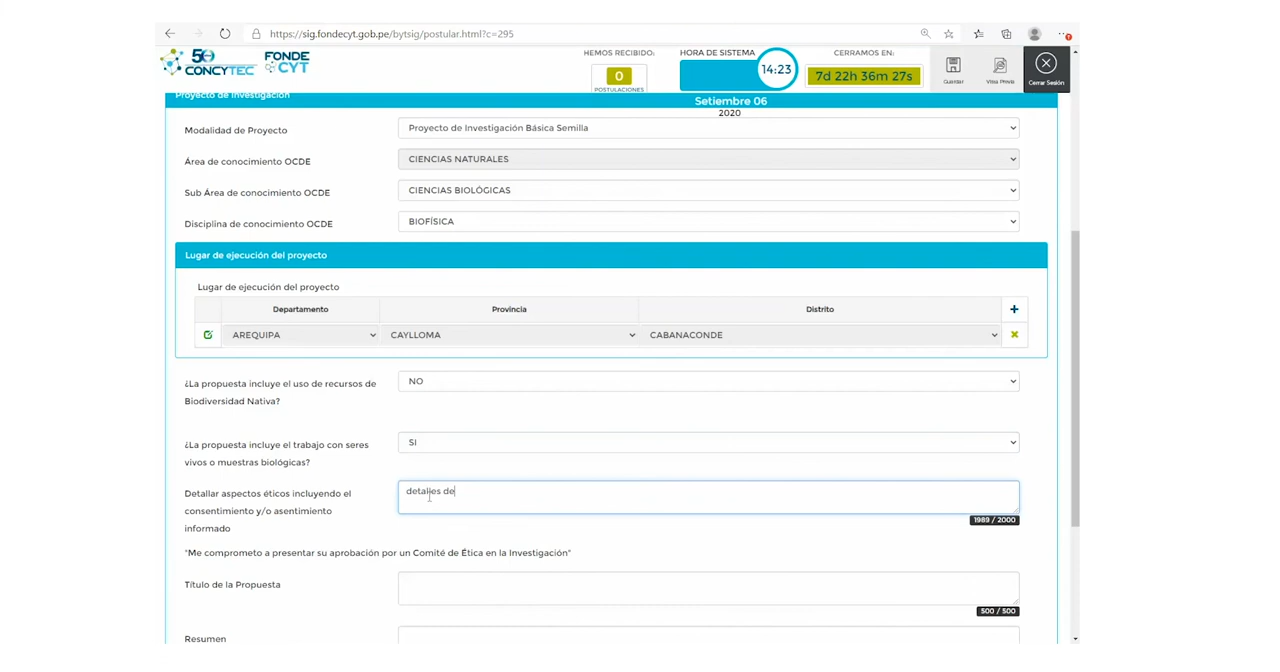 https://sig.fondecyt.gob.pe/bytsig/postular.html?c=295
50
CONCYTEC
FONDE
CYT
HEMOS RECIBIDO:
0
POSTULACIONES
HORA DE SISTEMA
14:23
CERRAMOS EN:
7d 22h 36m 27s
Guardar
Vista Previa
Cerrar Sesión
Proyecto de Investigación
Setiembre 06
2020
Modalidad de Proyecto
Proyecto de Investigación Básica Semilla
Área de conocimiento OCDE
CIENCIAS NATURALES
Sub Área de conocimiento OCDE
CIENCIAS BIOLÓGICAS
Disciplina de conocimiento OCDE
BIOFÍSICA
Lugar de ejecución del proyecto
Lugar de ejecución del proyecto
Departamento Provincia Distrito
AREQUIPA CAYLLOMA CABANACONDE
¿La propuesta incluye el uso de recursos de
Biodiversidad Nativa?
NO
¿La propuesta incluye el trabajo con seres
vivos o muestras biológicas?
SI
Detallar aspectos éticos incluyendo el
consentimiento y/o asentimiento
informado
detalles de
1989 / 2000
"Me comprometo a presentar su aprobación por un Comité de Ética en la Investigación"
Título de la Propuesta
500 / 500
Resumen